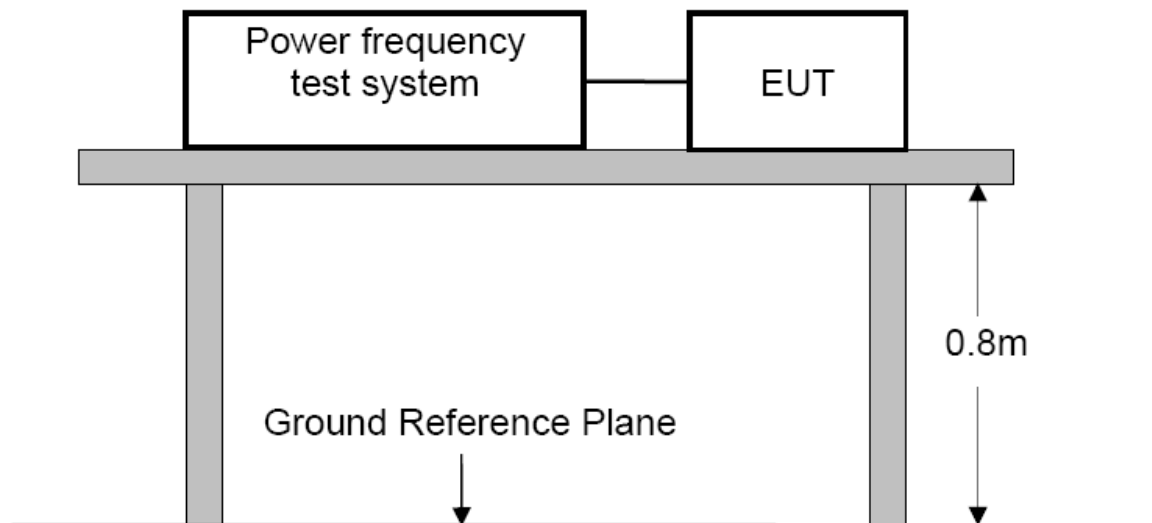 Power frequency
test system
EUT
0.8m
Ground Reference Plane